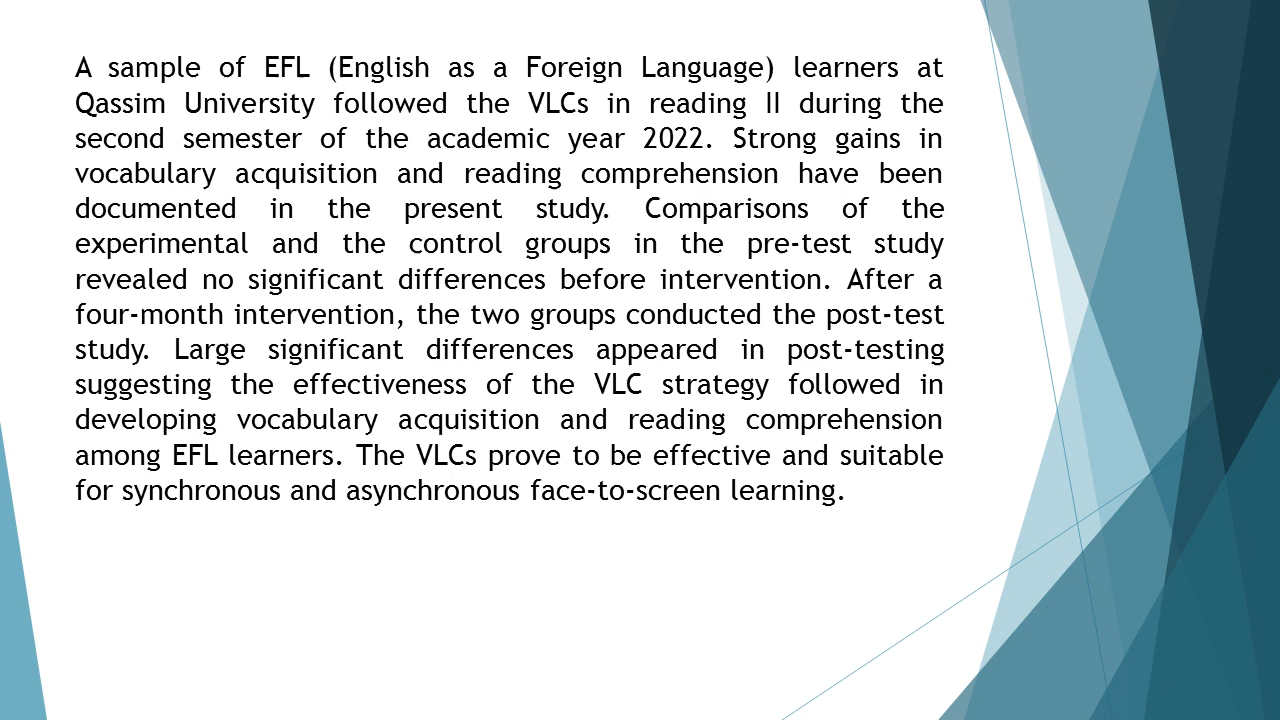 A sample of EFL (English as a Foreign Language) learners at
Qassim University followed the VLCs in reading II during the
second semester of the academic year 2022. Strong gains in
vocabulary acquisition and reading comprehension have been
documented in the present study. Comparisons of the
experimental and the control groups in the pre-test study
revealed no significant differences before intervention. After a
four-month intervention, the two groups conducted the post-test
study. Large significant differences appeared in post-testing
suggesting the effectiveness of the VLC strategy followed in
developing vocabulary acquisition and reading comprehension
among EFL learners. The VLCs prove to be effective and suitable
for synchronous and asynchronous face-to-screen learning.